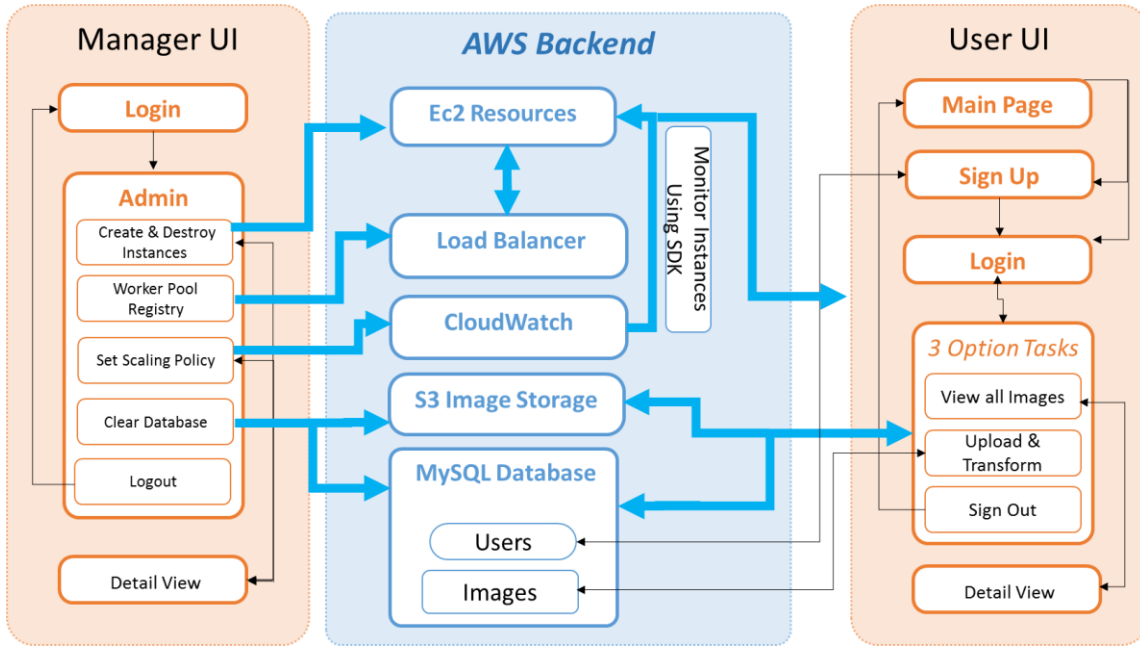 Manager UI
Login
Admin
Create & Destroy
Instances
Worker Pool
Registry
Set Scaling Policy
Clear Database
Logout
Detail View
AWS Backend
Ec2 Resources
Load Balancer
CloudWatch
Monitor Instances
Using SDK
S3 Image Storage
MySQL Database
Users
Images
User UI
Main Page
Sign Up
Login
3 Option Tasks
View all Images
Upload &
Transform
Sign Out
Detail View